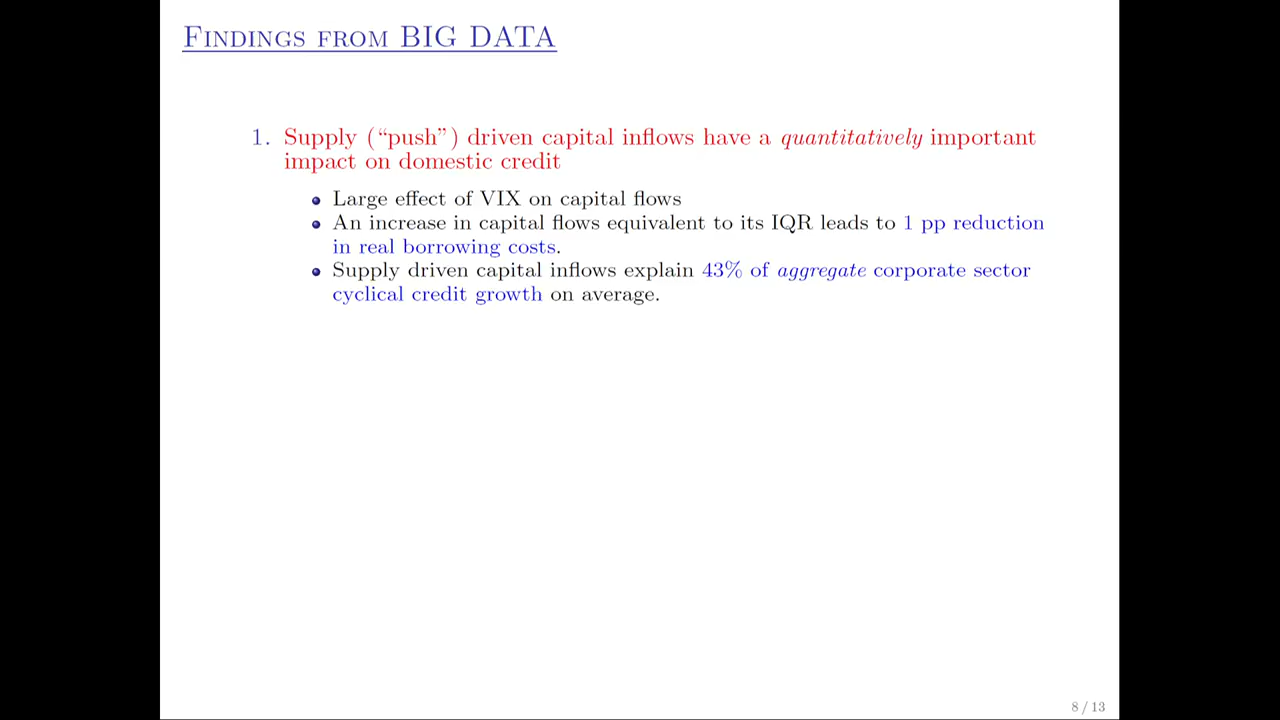 FINDINGS FROM BIG DATA
1. Supply (“push”) driven capital inflows have a quantitatively important
impact on domestic credit
• Large effect of VIX on capital flows
• An increase in capital flows equivalent to its IQR leads to 1 pp reduction
in real borrowing costs.
• Supply driven capital inflows explain 43% of aggregate corporate sector
cyclical credit growth on average.
8 / 13